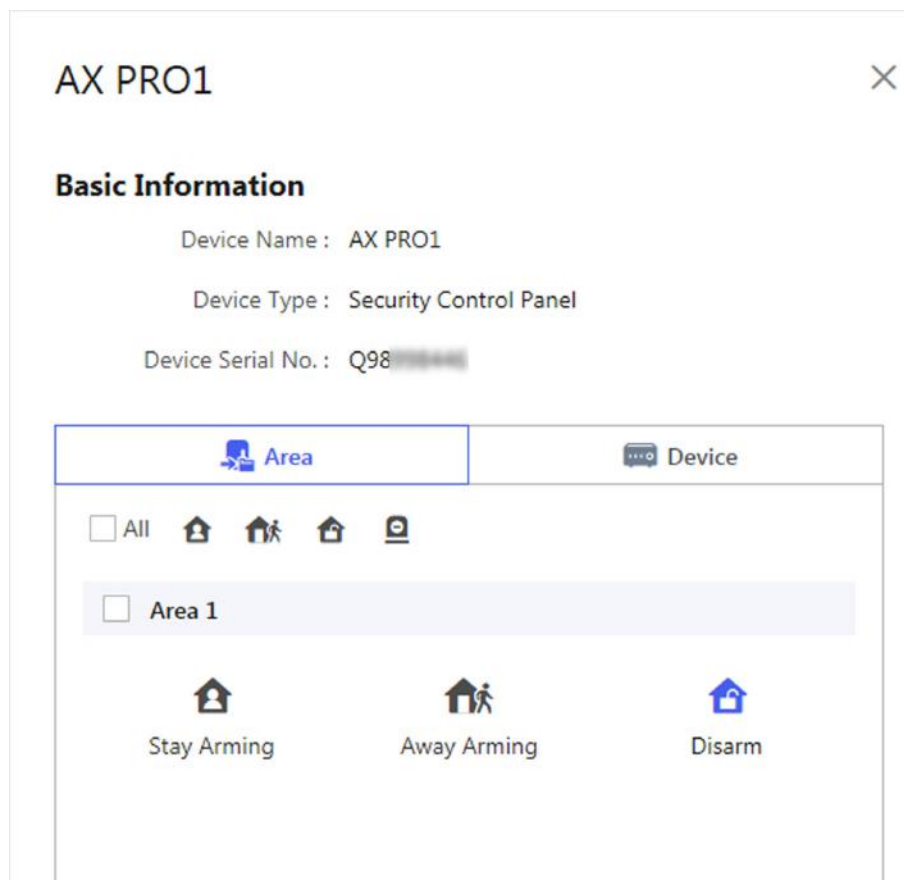 AX PRO1
Basic Information
Device Name : AX PRO1
Device Type : Security Control Panel
Device Serial No. : Q98
Area Device
All
Area 1
Stay Arming Away Arming Disarm